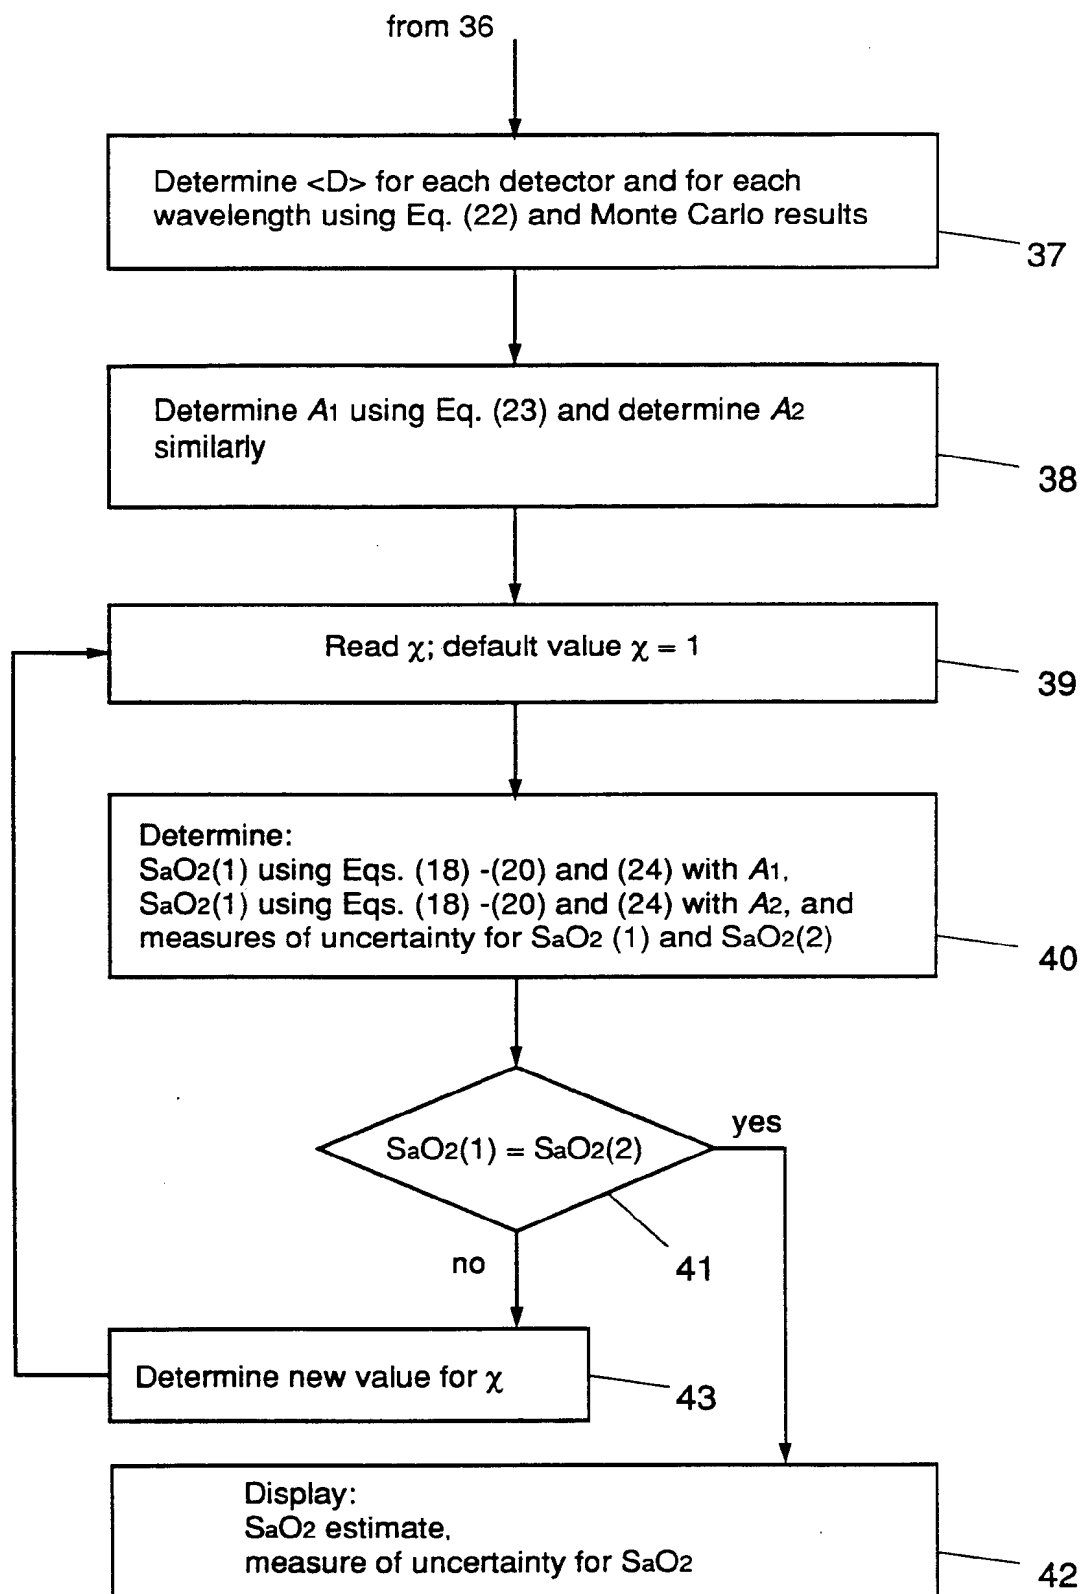 from 36
Determine <D> for each detector and for each
wavelength using Eq. (22) and Monte Carlo results
37
Determine A1 using Eq. (23) and determine A2
similarly
38
Read χ; default value χ = 1
39
Determine:
SaO2(1) using Eqs. (18) -(20) and (24) with A1,
SaO2(1) using Eqs. (18) -(20) and (24) with A2, and
measures of uncertainty for SaO2 (1) and SaO2(2)
40
SaO2(1) = SaO2(2)
yes
41
no
Determine new value for χ
43
Display:
SaO2 estimate,
measure of uncertainty for SaO2
42